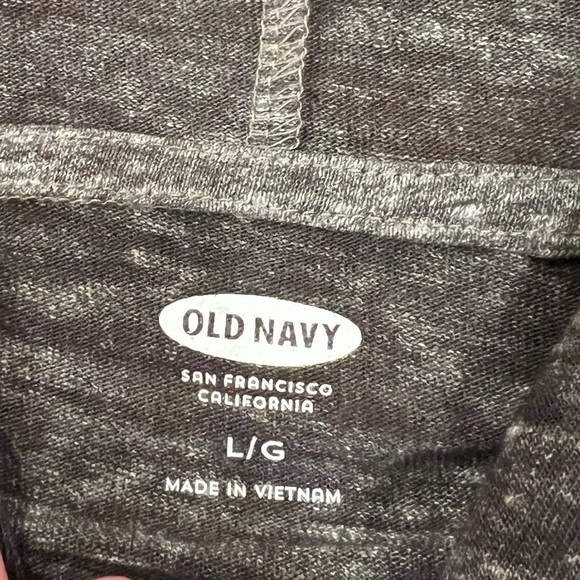 OLD NAVY
SAN FRANCISCO
CALIFORNIA
L/G
MADE IN VIETNAM